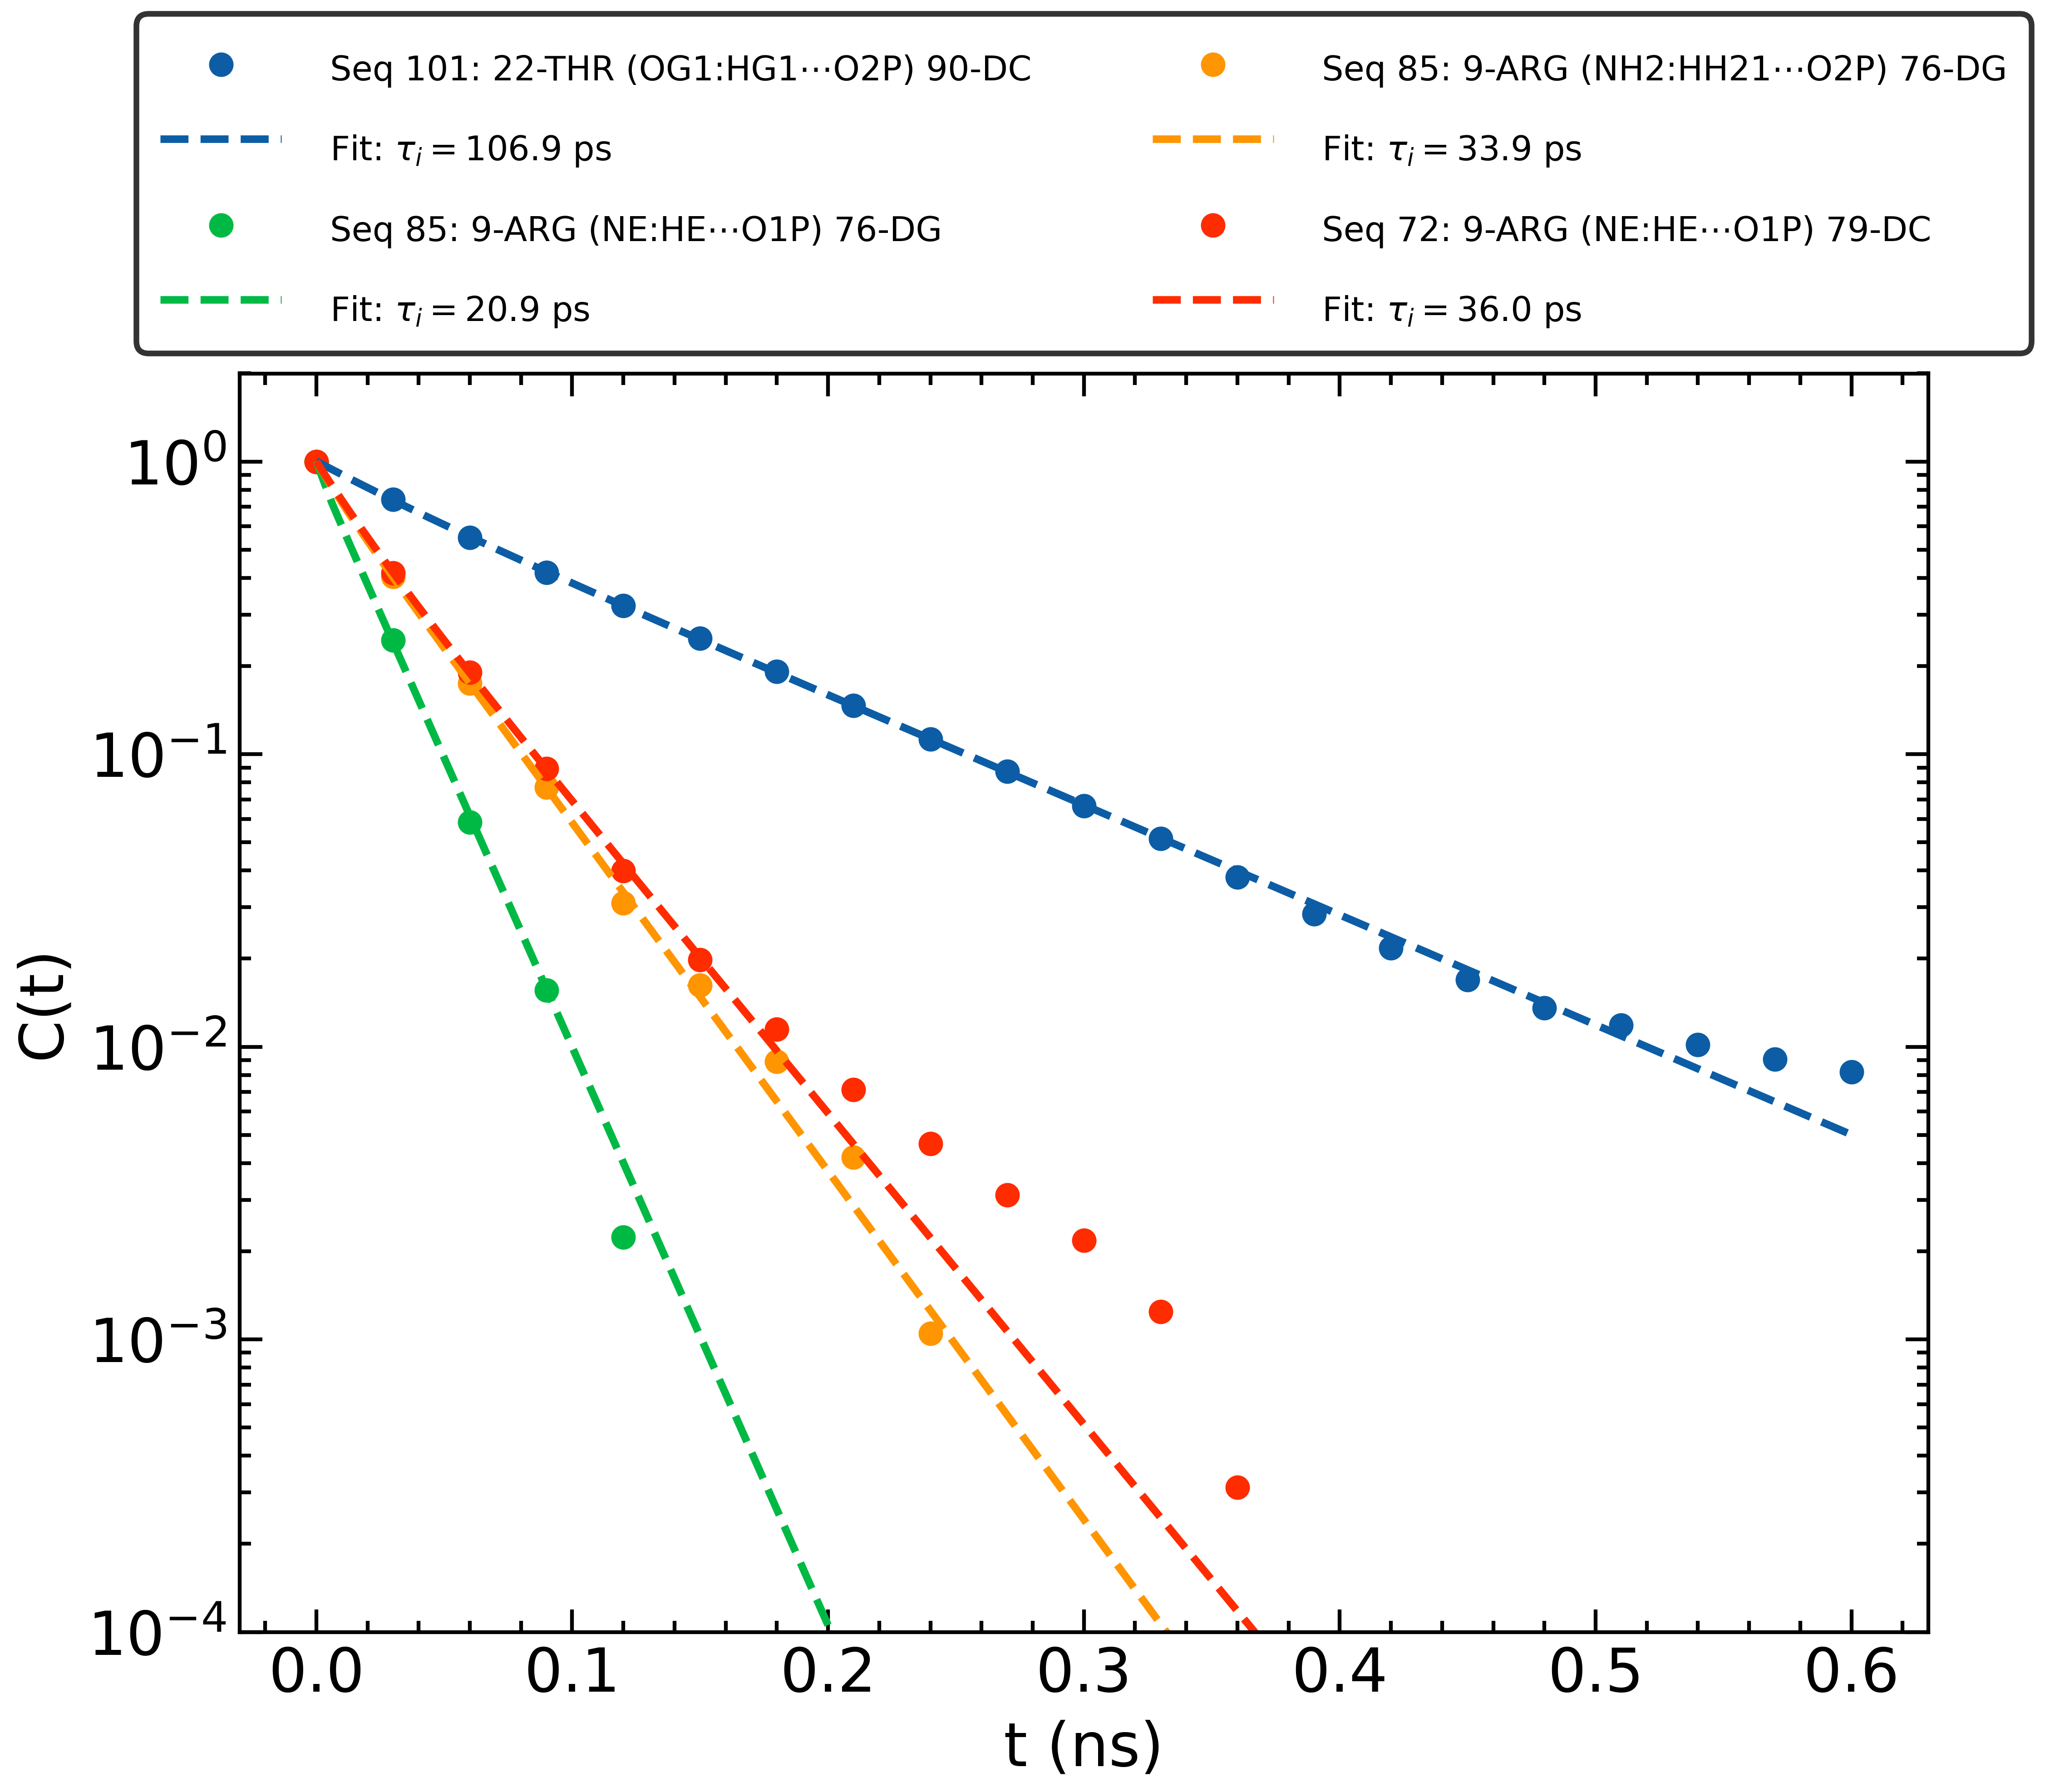 Seq 101: 22-THR (OG1:HG1⋯O2P) 90-DC
Fit: τᵢ = 106.9 ps
Seq 85: 9-ARG (NE:HE⋯O1P) 76-DG
Fit: τᵢ = 20.9 ps
Seq 85: 9-ARG (NH2:HH21⋯O2P) 76-DG
Fit: τᵢ = 33.9 ps
Seq 72: 9-ARG (NE:HE⋯O1P) 79-DC
Fit: τᵢ = 36.0 ps
C(t)
10⁰
10⁻¹
10⁻²
10⁻³
10⁻⁴
0.0 0.1 0.2 0.3 0.4 0.5 0.6
t (ns)